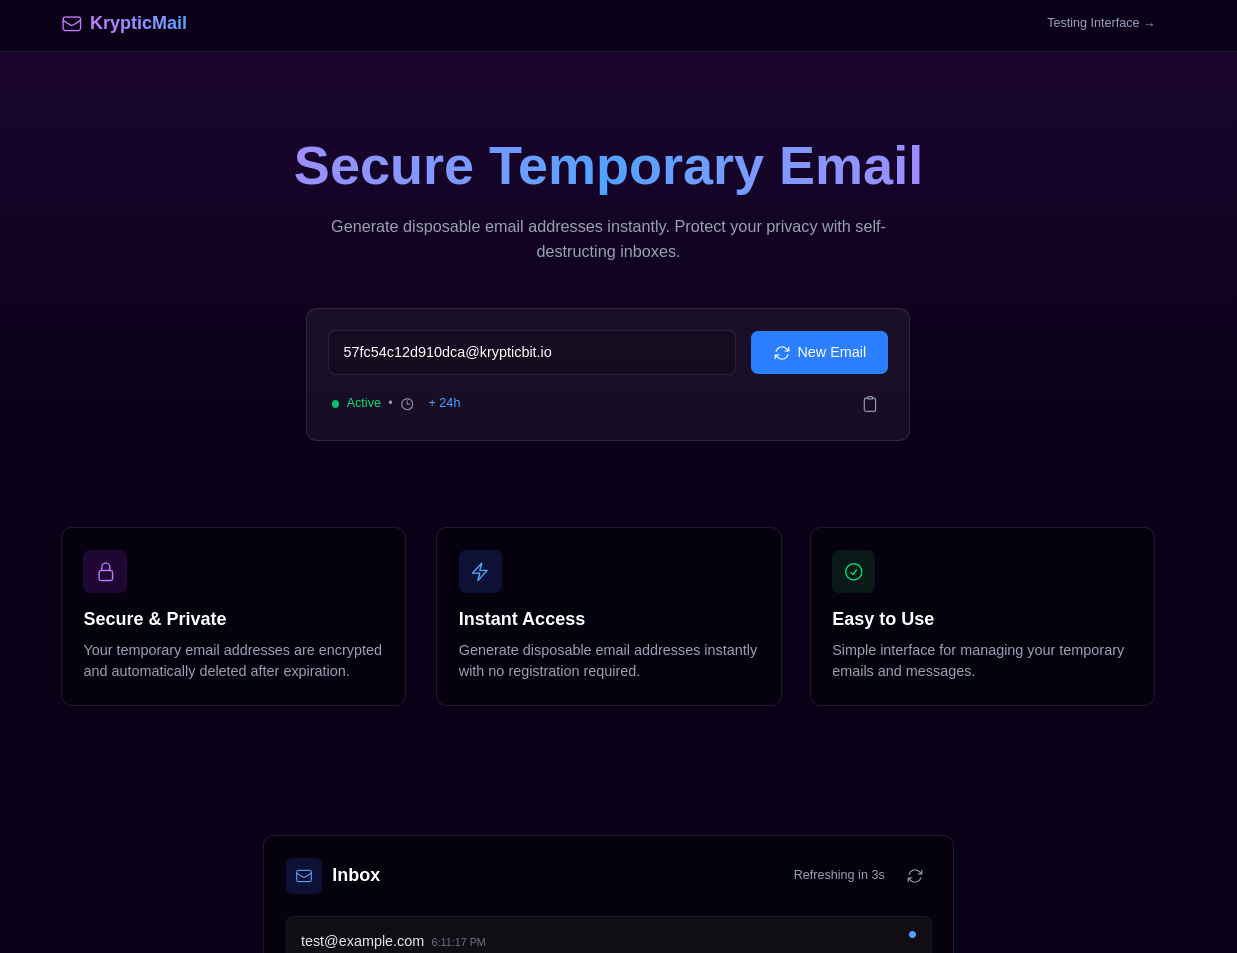 KrypticMail
Testing Interface →
Secure Temporary Email
Generate disposable email addresses instantly. Protect your privacy with self-
destructing inboxes.
57fc54c12d910dca@krypticbit.io
New Email
Active • + 24h
Secure & Private
Your temporary email addresses are encrypted
and automatically deleted after expiration.
Instant Access
Generate disposable email addresses instantly
with no registration required.
Easy to Use
Simple interface for managing your temporary
emails and messages.
Inbox
Refreshing in 3s
test@example.com 6:11:17 PM